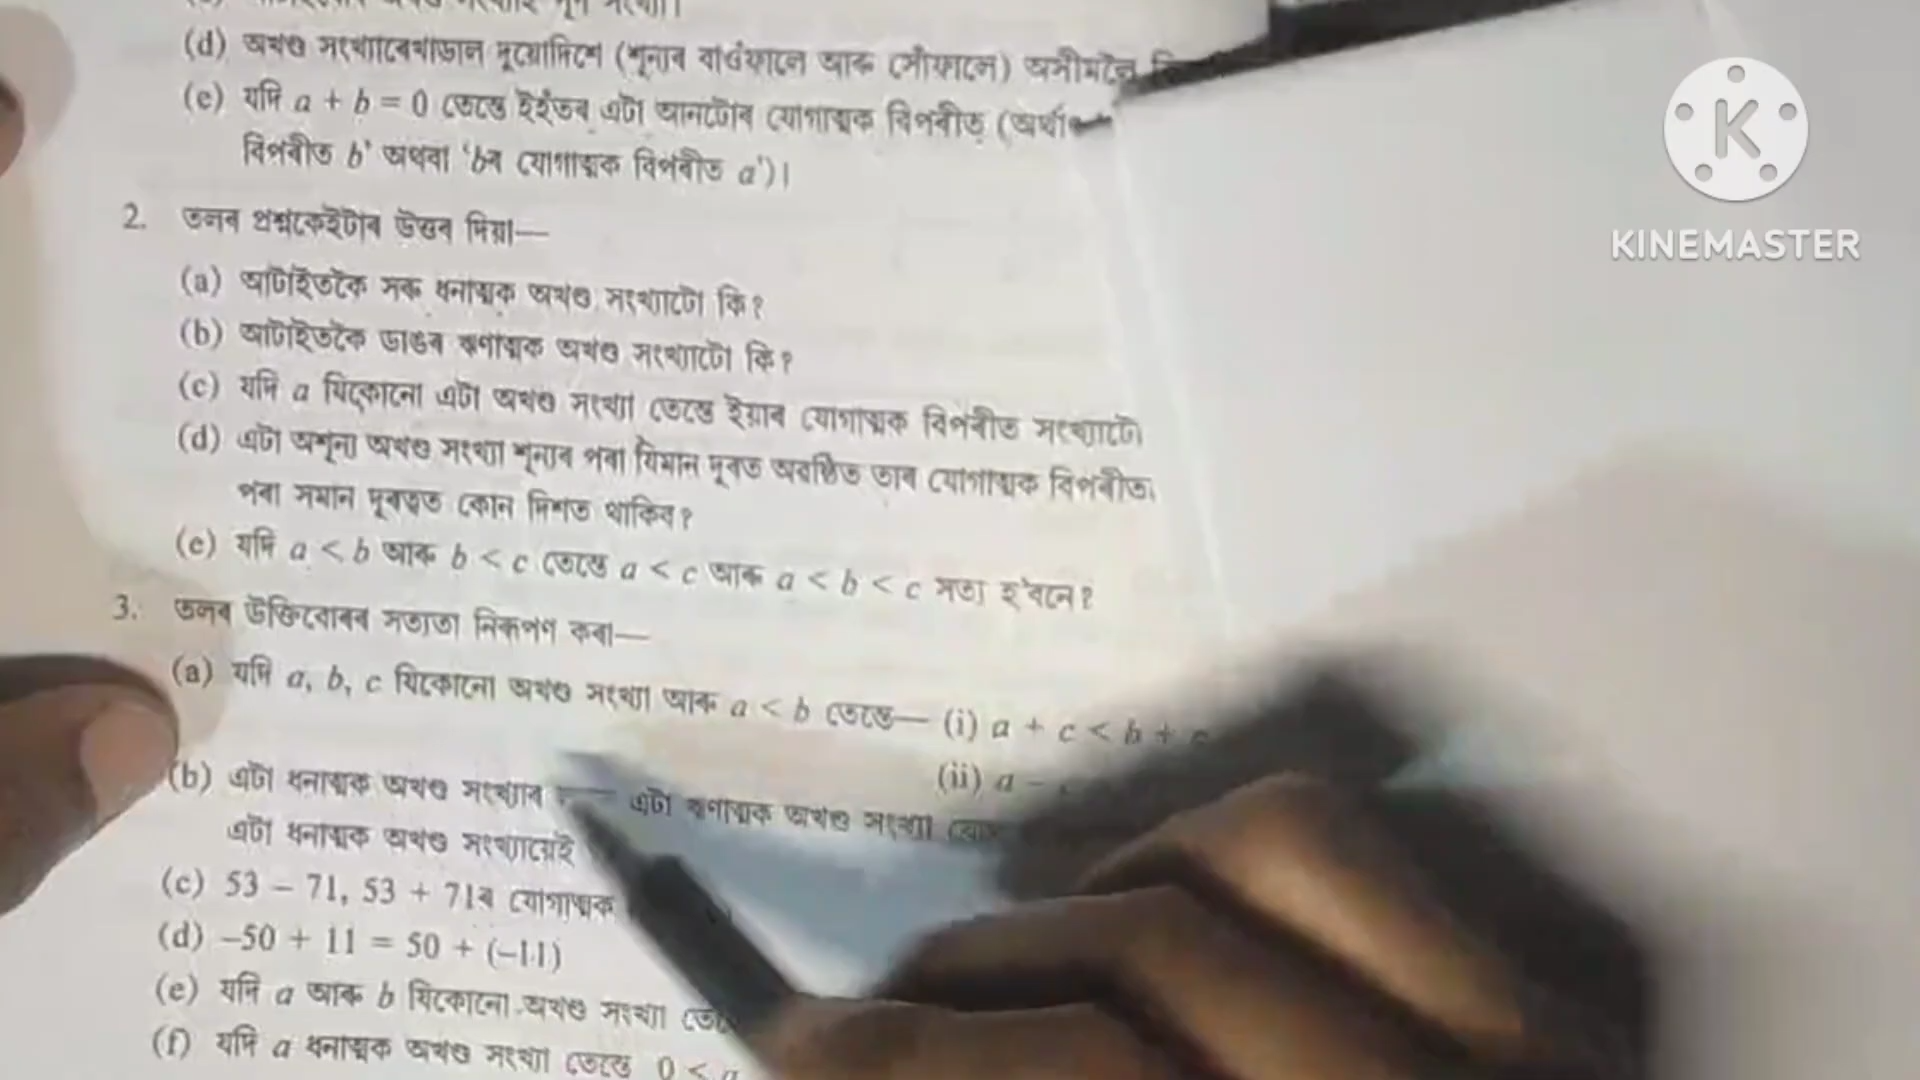 (d) অখণ্ড সংখ্যাৰেখাডাল দুয়োদিশে (শূন্যৰ বাওঁফালে আৰু সোঁফালে) অসীমলৈ
(e) যদি a + b = 0 তেন্তে ইহঁতৰ এটা আনটোৰ যোগাত্মক বিপৰীত (অৰ্থাৎ
বিপৰীত b' অথবা 'bৰ যোগাত্মক বিপৰীত a')।
KINEMASTER
2. তলৰ প্ৰশ্নকেইটাৰ উত্তৰ দিয়া—
(a) আটাইতকৈ সৰু ধনাত্মক অখণ্ড সংখ্যাটো কি?
(b) আটাইতকৈ ডাঙৰ ঋণাত্মক অখণ্ড সংখ্যাটো কি?
(c) যদি a যিকোনো এটা অখণ্ড সংখ্যা তেন্তে ইয়াৰ যোগাত্মক বিপৰীত সংখ্যাটো
(d) এটা অশূন্য অখণ্ড সংখ্যা শূন্যৰ পৰা যিমান দূৰত অৱস্থিত তাৰ যোগাত্মক বিপৰীত
পৰা সমান দূৰত্বত কোন দিশত থাকিব?
(e) যদি a < b আৰু b < c তেন্তে a < c আৰু a < b < c সত্য হ'বনে?
3. তলৰ উক্তিবোৰৰ সত্যতা নিৰূপণ কৰা—
(a) যদি a, b, c যিকোনো অখণ্ড সংখ্যা আৰু a < b তেন্তে— (i) a + c < b +
(ii) a –
(b) এটা ধনাত্মক অখণ্ড সংখ্যাৰ এটা ঋণাত্মক অখণ্ড সংখ্যা
এটা ধনাত্মক অখণ্ড সংখ্যায়েই
(c) 53 – 71, 53 + 71ৰ যোগাত্মক
(d) –50 + 11 = 50 + (–11)
(e) যদি a আৰু b যিকোনো অখণ্ড সংখ্যা
(f) যদি a ধনাত্মক অখণ্ড সংখ্যা তেন্তে 0 < a